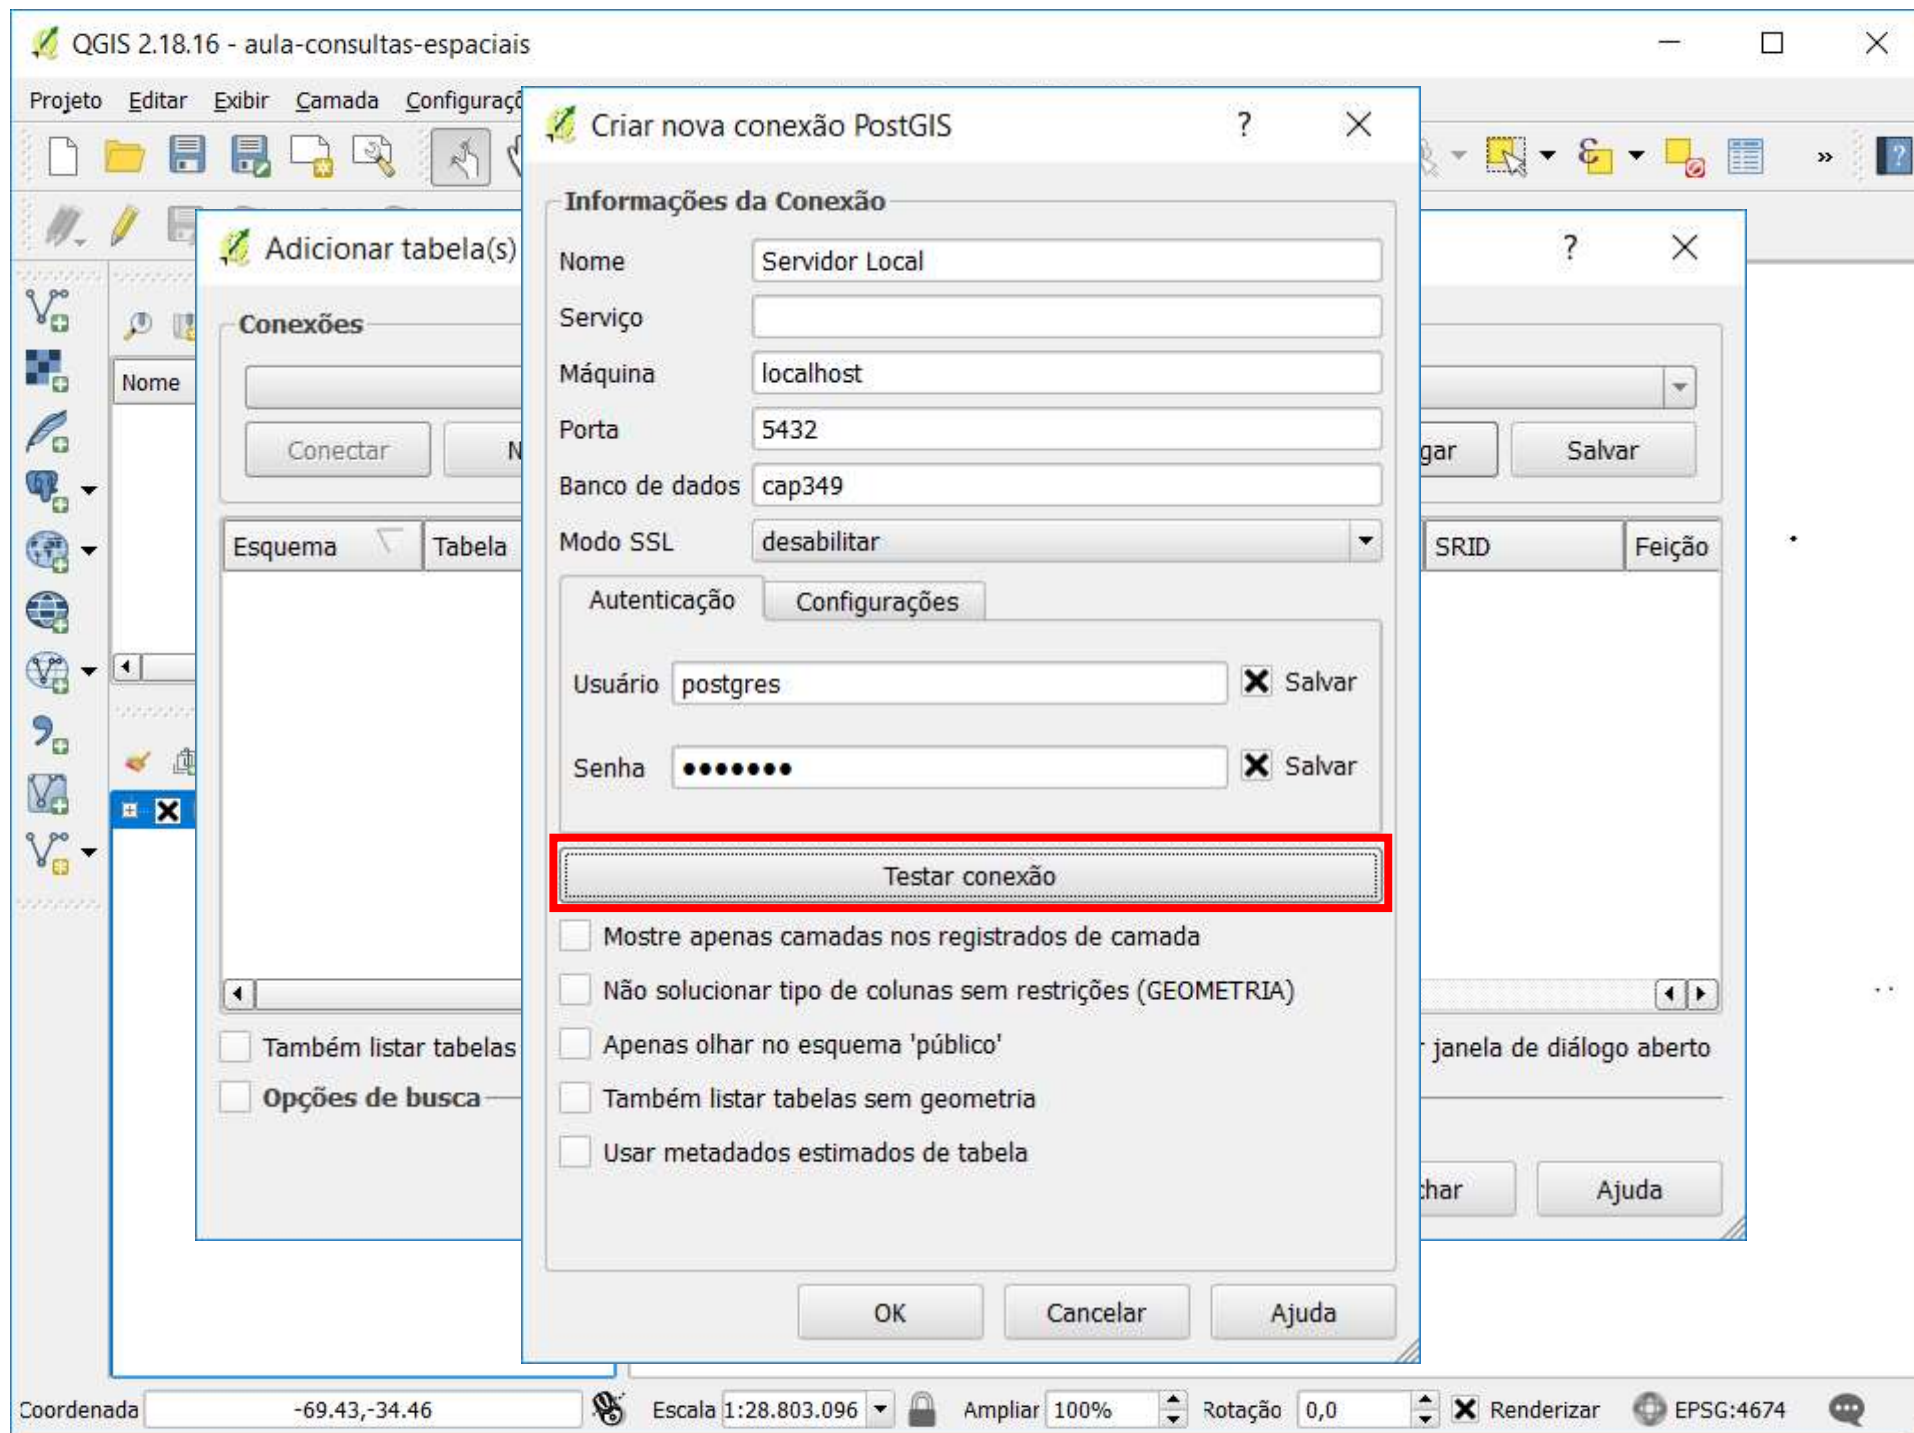 QGIS 2.18.16 - aula-consultas-espaciais
Projeto Editar Exibir Camada Configuraçõ
Criar nova conexão PostGIS ?
Informações da Conexão
Adicionar tabela(s) ?
Nome Servidor Local
Serviço
Conexões
Máquina localhost
Nome
Porta 5432
Conectar N gar Salvar
Banco de dados cap349
Modo SSL desabilitar
Esquema Tabela SRID Feição
Autenticação Configurações
Usuário postgres Salvar
Senha ●●●●●●● Salvar
Testar conexão
Mostre apenas camadas nos registrados de camada
Não solucionar tipo de colunas sem restrições (GEOMETRIA)
Apenas olhar no esquema 'público'
Também listar tabelas janela de diálogo aberto
Também listar tabelas sem geometria
Opções de busca
Usar metadados estimados de tabela
char Ajuda
OK Cancelar Ajuda
Coordenada -69.43,-34.46 Escala 1:28.803.096 Ampliar 100% Rotação 0,0 Renderizar EPSG:4674